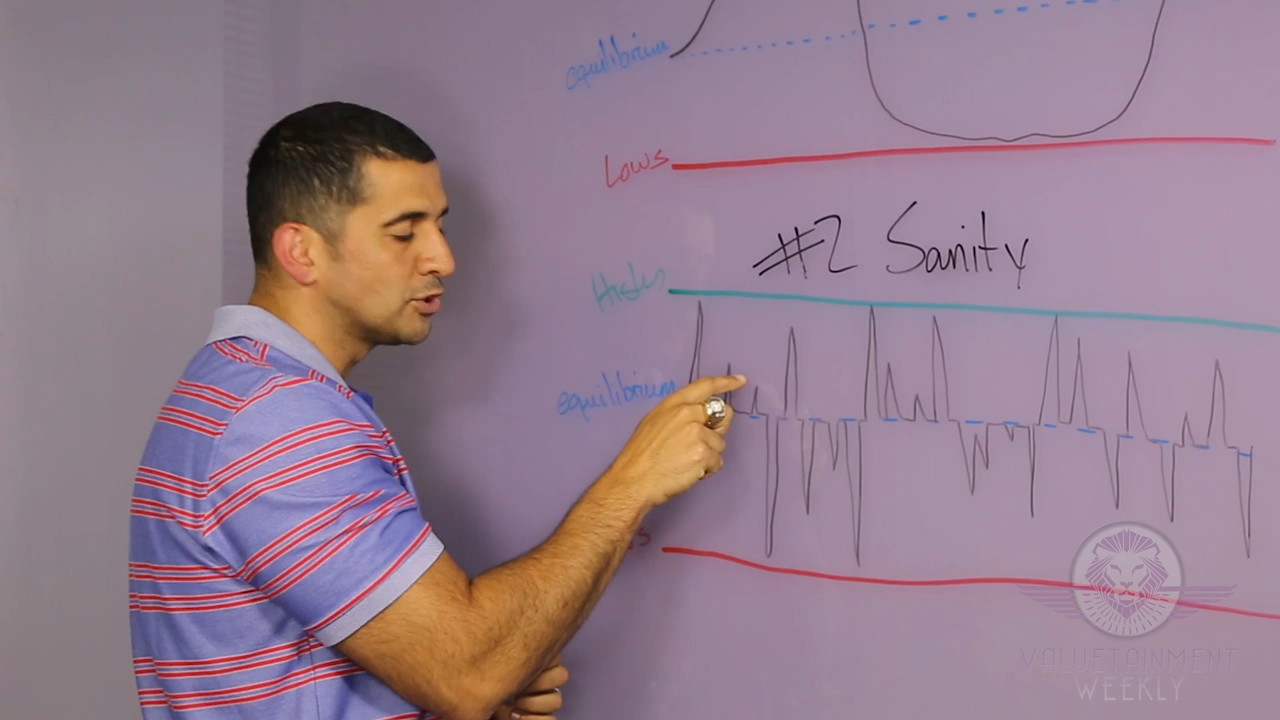 equilibrium
Lows
#2 Sanity
Highs
equilibrium
s
VALUETAINMENT
WEEKLY